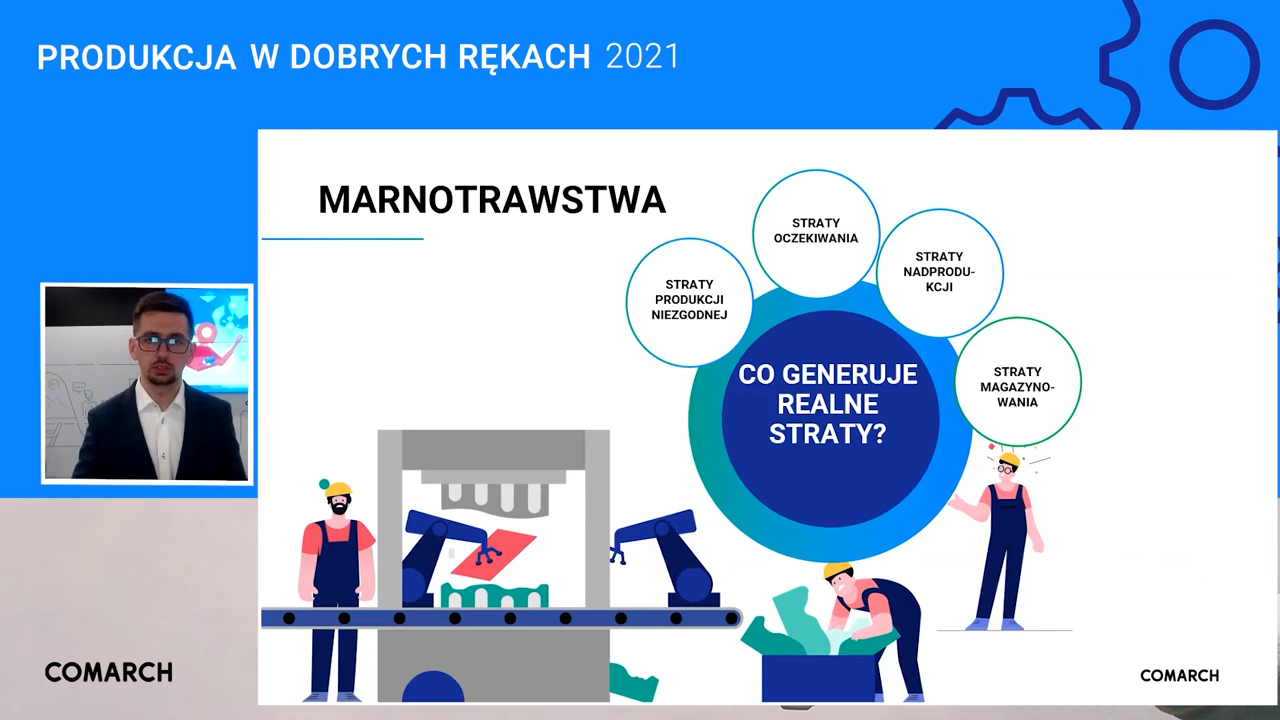 PRODUKCJA W DOBRYCH RĘKACH 2021
MARNOTRAWSTWA
STRATY
OCZEKIWANIA
STRATY
NADPRODU-
KCJI
STRATY
PRODUKCJI
NIEZGODNEJ
STRATY
MAGAZYNO-
WANIA
CO GENERUJE
REALNE
STRATY?
COMARCH
COMARCH